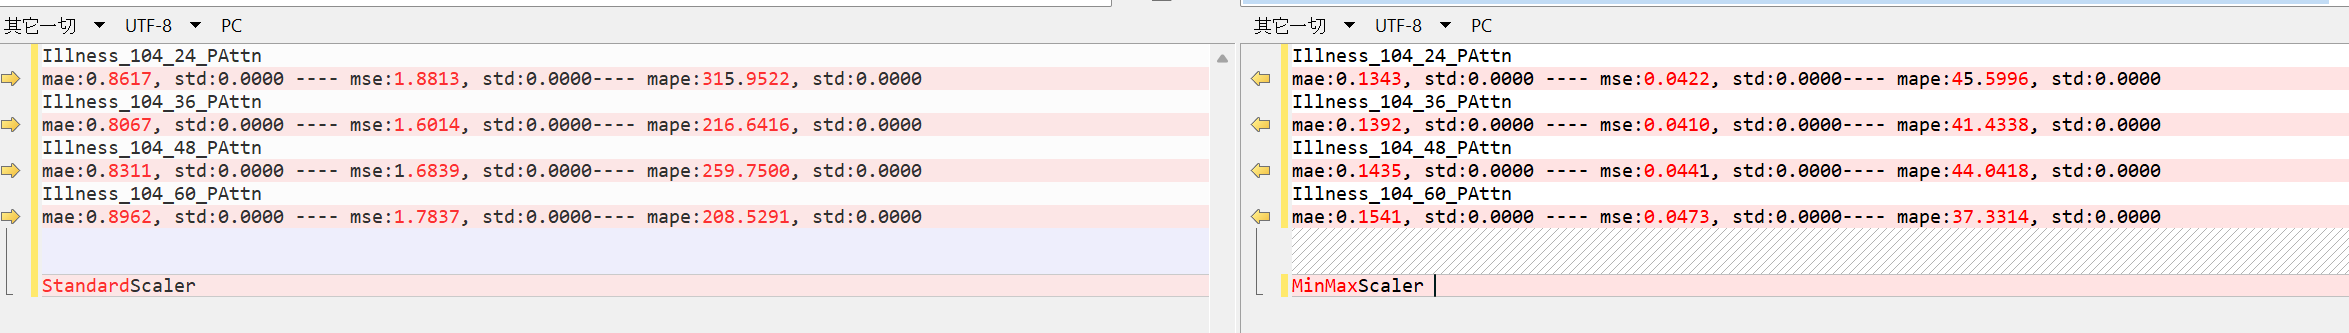 其它一切 UTF-8 PC
Illness_104_24_PAttn
mae:0.8617, std:0.0000 ---- mse:1.8813, std:0.0000---- mape:315.9522, std:0.0000
Illness_104_36_PAttn
mae:0.8067, std:0.0000 ---- mse:1.6014, std:0.0000---- mape:216.6416, std:0.0000
Illness_104_48_PAttn
mae:0.8311, std:0.0000 ---- mse:1.6839, std:0.0000---- mape:259.7500, std:0.0000
Illness_104_60_PAttn
mae:0.8962, std:0.0000 ---- mse:1.7837, std:0.0000---- mape:208.5291, std:0.0000
StandardScaler
其它一切 UTF-8 PC
Illness_104_24_PAttn
mae:0.1343, std:0.0000 ---- mse:0.0422, std:0.0000---- mape:45.5996, std:0.0000
Illness_104_36_PAttn
mae:0.1392, std:0.0000 ---- mse:0.0410, std:0.0000---- mape:41.4338, std:0.0000
Illness_104_48_PAttn
mae:0.1435, std:0.0000 ---- mse:0.0441, std:0.0000---- mape:44.0418, std:0.0000
Illness_104_60_PAttn
mae:0.1541, std:0.0000 ---- mse:0.0473, std:0.0000---- mape:37.3314, std:0.0000
MinMaxScaler